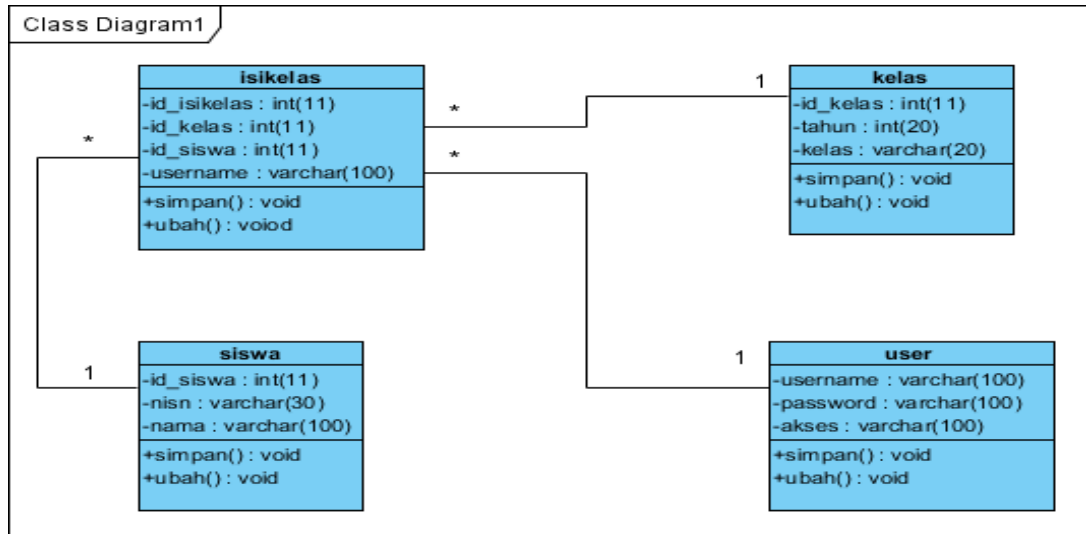 Class Diagram1
isikelas
-id_isikelas : int(11)
-id_kelas : int(11)
-id_siswa : int(11)
-username : varchar(100)
+simpan() : void
+ubah() : voiod
*
*
*
1
kelas
-id_kelas : int(11)
-tahun : int(20)
-kelas : varchar(20)
+simpan() : void
+ubah() : void
1
siswa
-id_siswa : int(11)
-nisn : varchar(30)
-nama : varchar(100)
+simpan() : void
+ubah() : void
1
user
-username : varchar(100)
-password : varchar(100)
-akses : varchar(100)
+simpan() : void
+ubah() : void